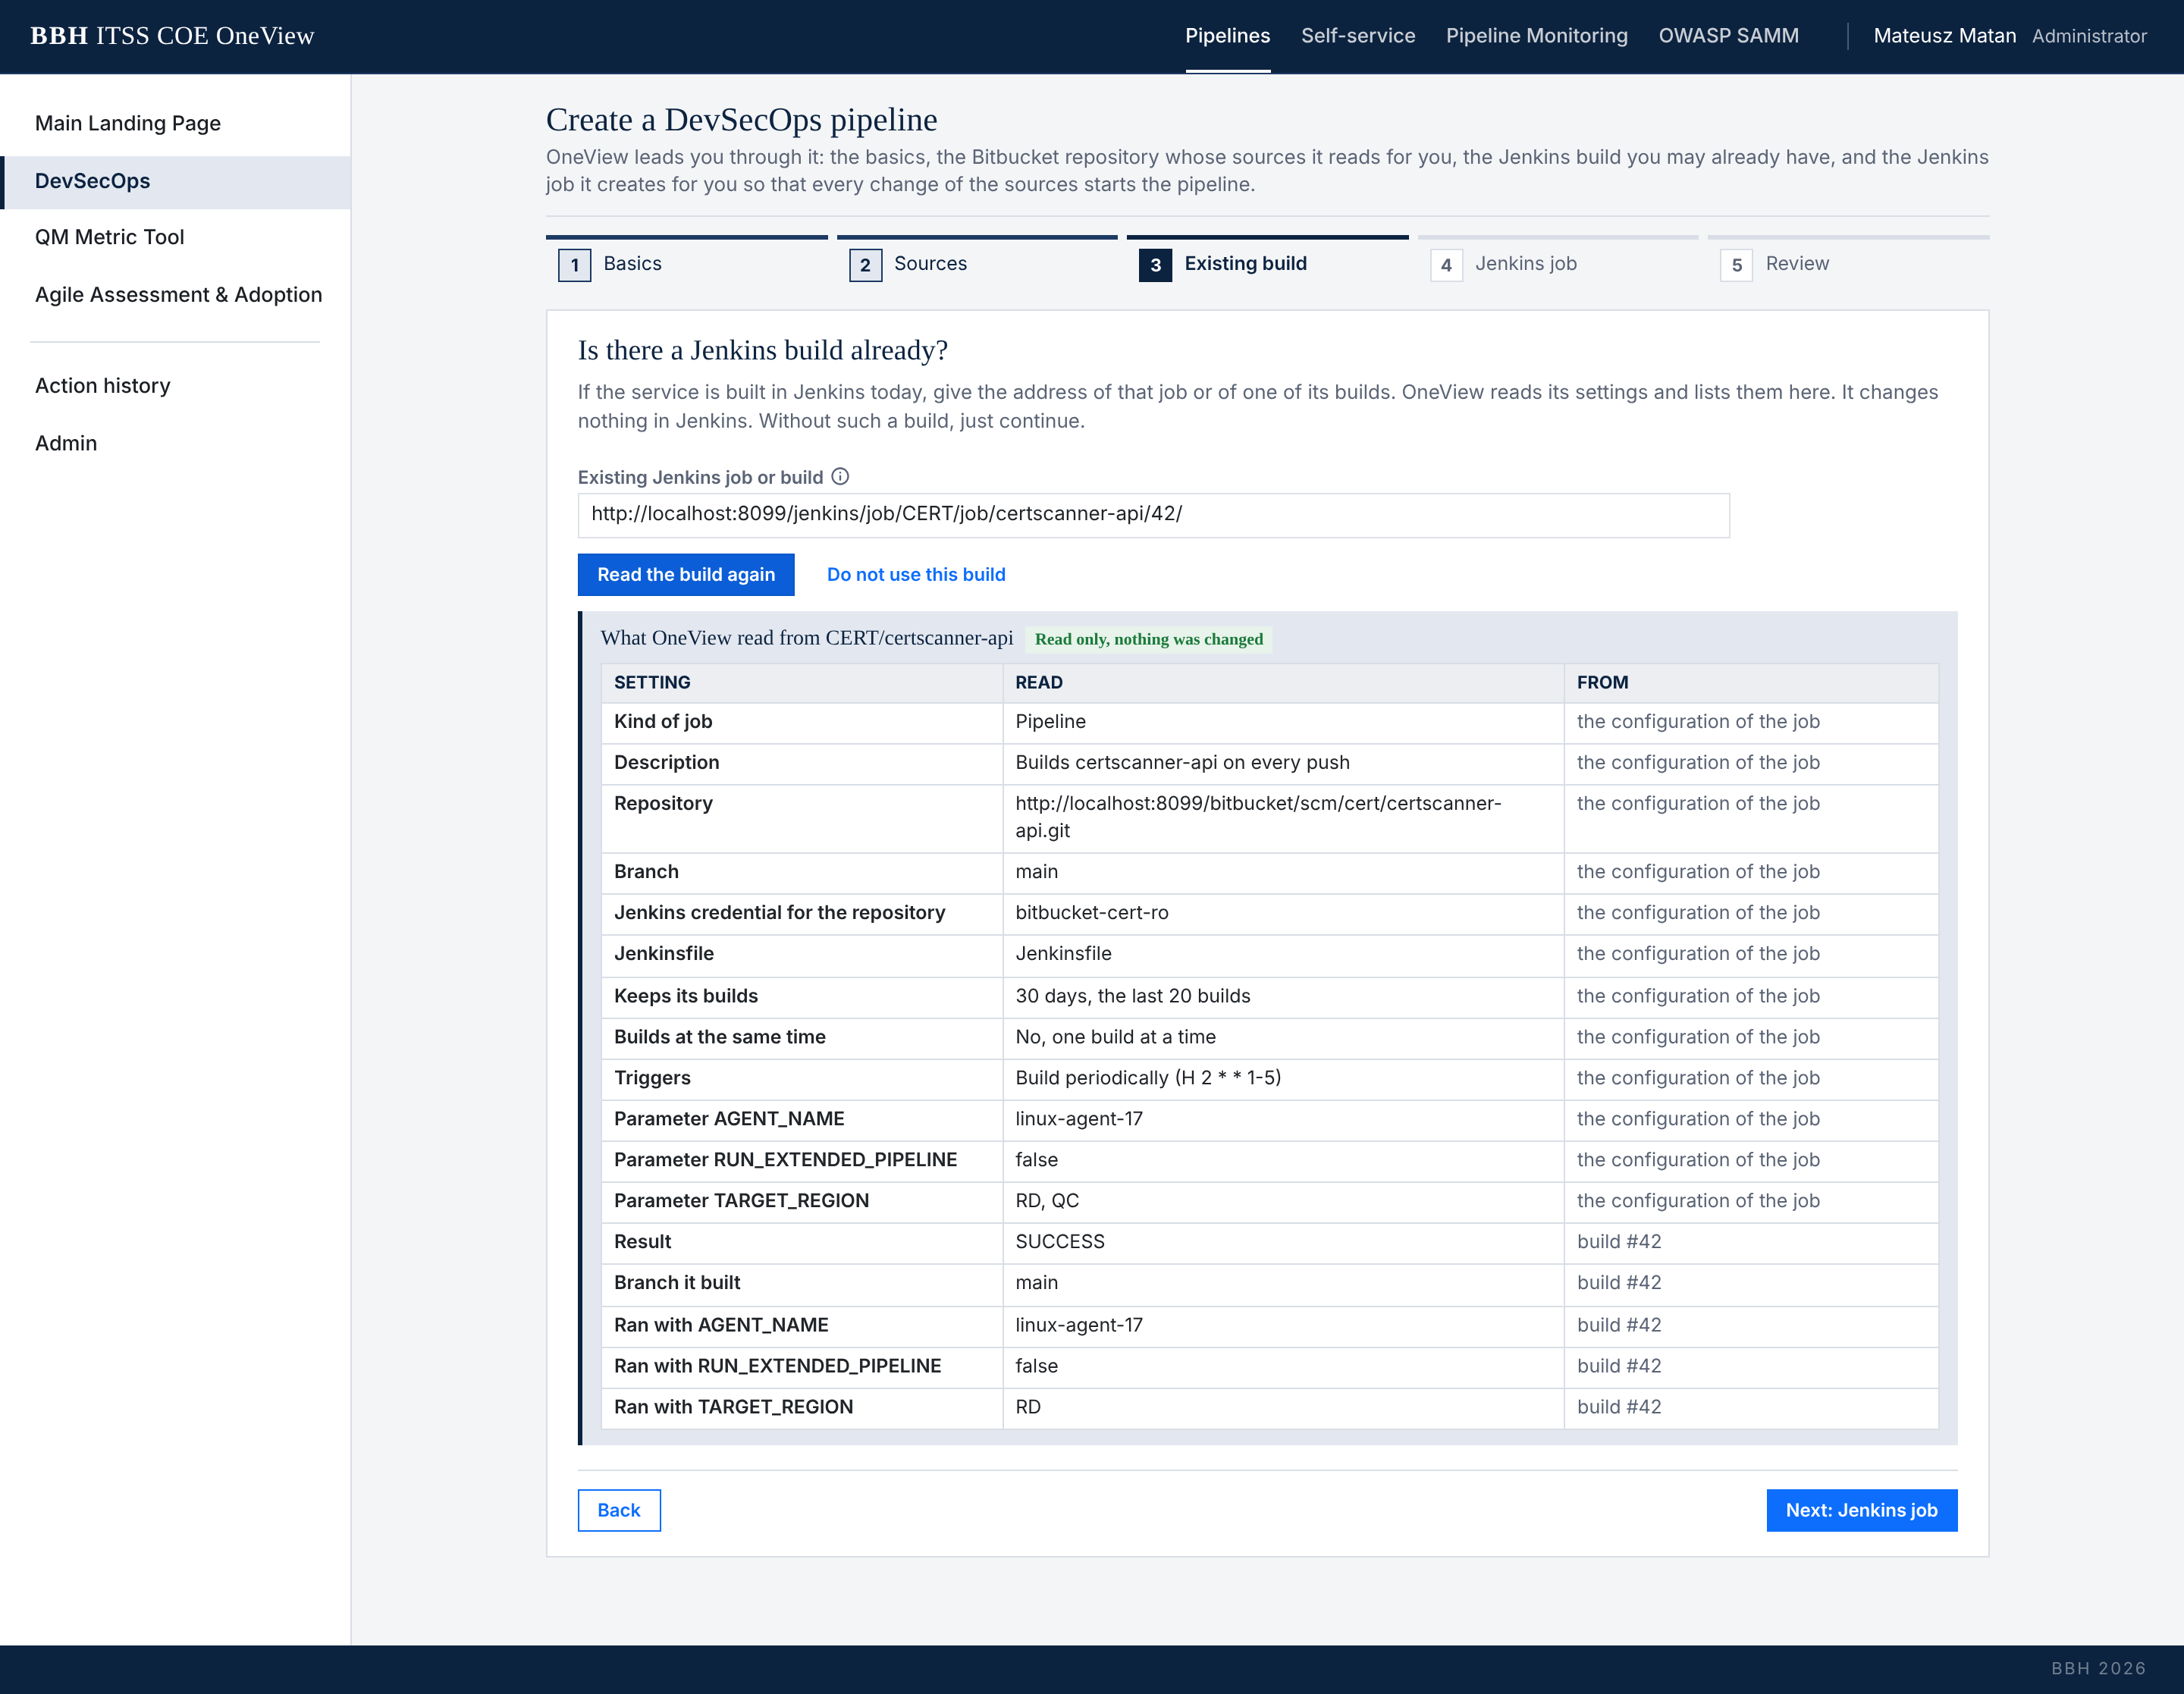 BBH ITSS COE OneView
Pipelines Self-service Pipeline Monitoring OWASP SAMM Mateusz Matan Administrator
Main Landing Page
DevSecOps
QM Metric Tool
Agile Assessment & Adoption
Action history
Admin
Create a DevSecOps pipeline
OneView leads you through it: the basics, the Bitbucket repository whose sources it reads for you, the Jenkins build you may already have, and the Jenkins
job it creates for you so that every change of the sources starts the pipeline.
1 Basics 2 Sources 3 Existing build 4 Jenkins job 5 Review
Is there a Jenkins build already?
If the service is built in Jenkins today, give the address of that job or of one of its builds. OneView reads its settings and lists them here. It changes
nothing in Jenkins. Without such a build, just continue.
Existing Jenkins job or build
http://localhost:8099/jenkins/job/CERT/job/certscanner-api/42/
Read the build again Do not use this build
What OneView read from CERT/certscanner-api Read only, nothing was changed
SETTING READ FROM
Kind of job Pipeline the configuration of the job
Description Builds certscanner-api on every push the configuration of the job
Repository http://localhost:8099/bitbucket/scm/cert/certscanner- the configuration of the job
api.git
Branch main the configuration of the job
Jenkins credential for the repository bitbucket-cert-ro the configuration of the job
Jenkinsfile Jenkinsfile the configuration of the job
Keeps its builds 30 days, the last 20 builds the configuration of the job
Builds at the same time No, one build at a time the configuration of the job
Triggers Build periodically (H 2 * * 1-5) the configuration of the job
Parameter AGENT_NAME linux-agent-17 the configuration of the job
Parameter RUN_EXTENDED_PIPELINE false the configuration of the job
Parameter TARGET_REGION RD, QC the configuration of the job
Result SUCCESS build #42
Branch it built main build #42
Ran with AGENT_NAME linux-agent-17 build #42
Ran with RUN_EXTENDED_PIPELINE false build #42
Ran with TARGET_REGION RD build #42
Back Next: Jenkins job
BBH 2026